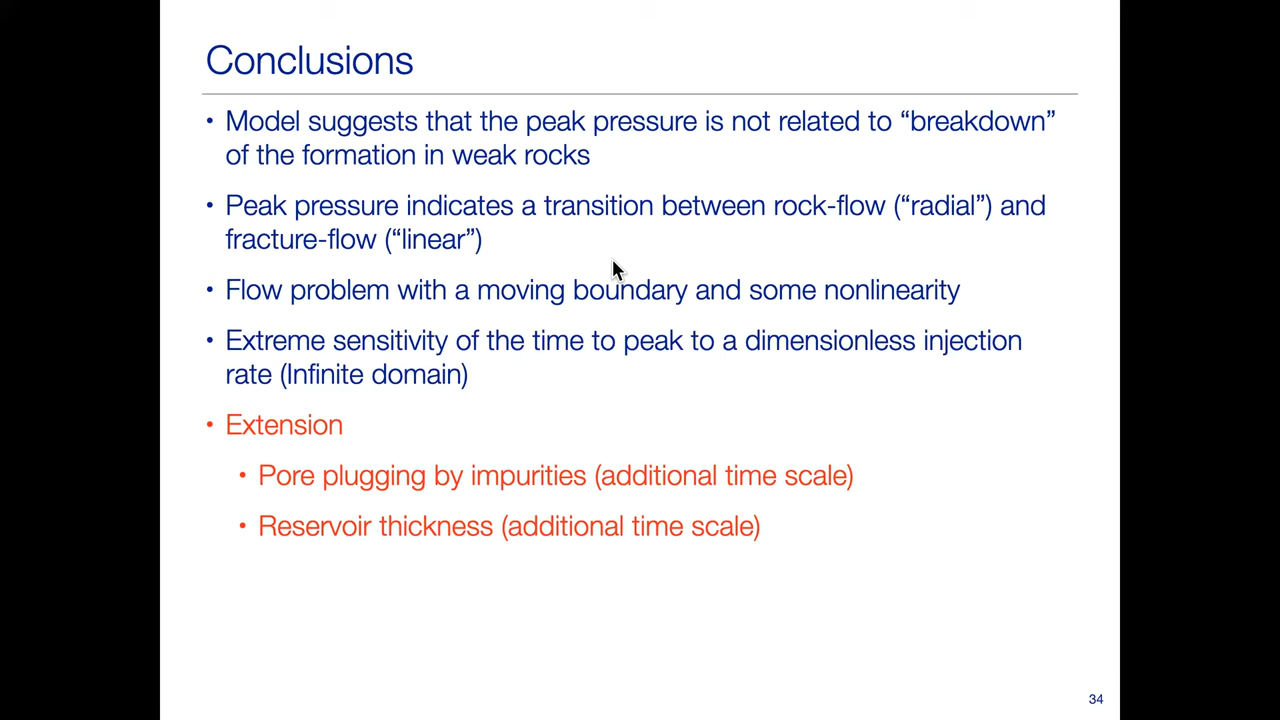 Conclusions
• Model suggests that the peak pressure is not related to “breakdown”
of the formation in weak rocks
• Peak pressure indicates a transition between rock-flow (“radial”) and
fracture-flow (“linear”)
• Flow problem with a moving boundary and some nonlinearity
• Extreme sensitivity of the time to peak to a dimensionless injection
rate (Infinite domain)
• Extension
• Pore plugging by impurities (additional time scale)
• Reservoir thickness (additional time scale)
34